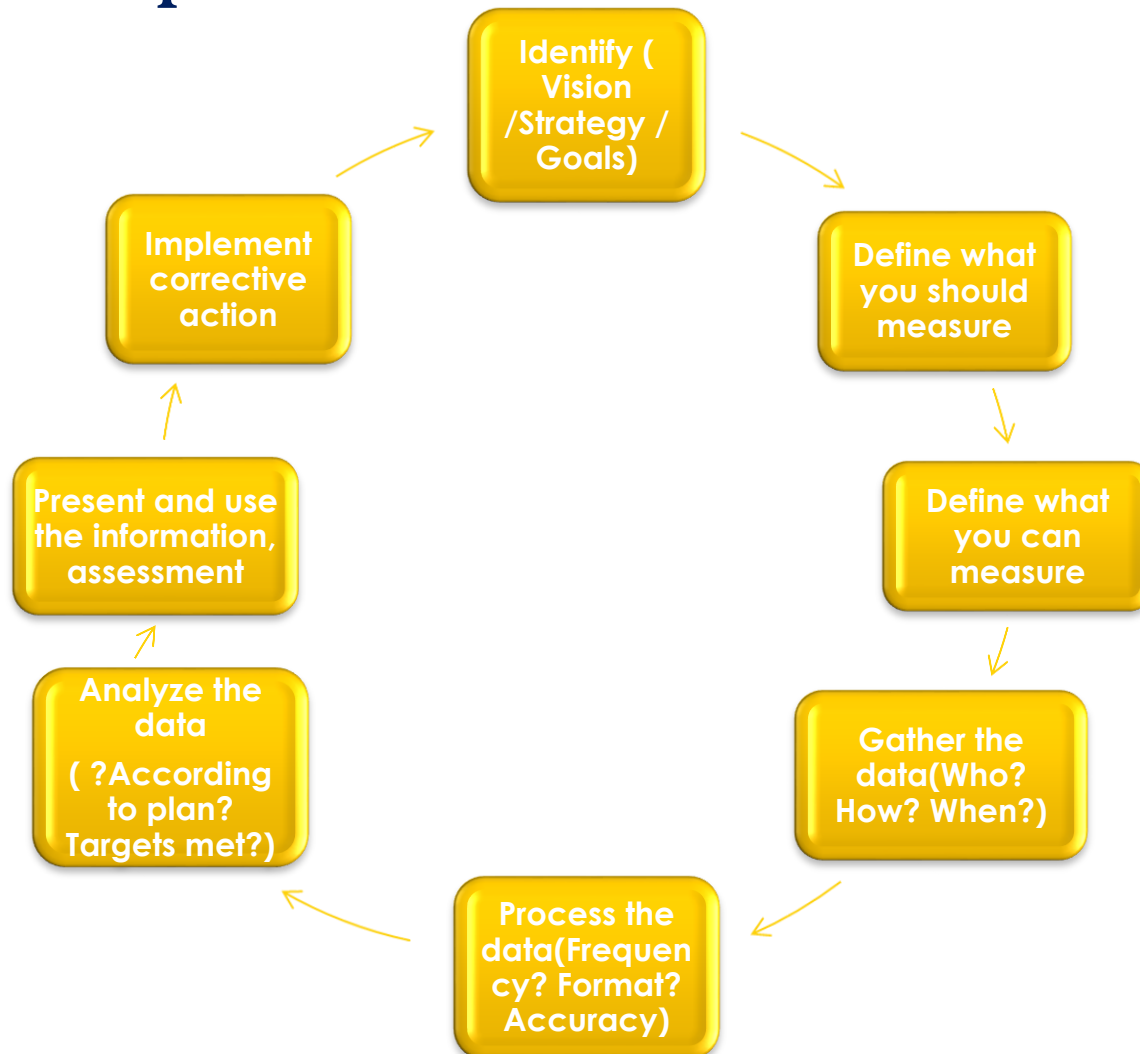 Identify (
Vision
/Strategy /
Goals)
Define what
you should
measure
Define what
you can
measure
Gather the
data(Who?
How? When?)
Process the
data(Frequen
cy? Format?
Accuracy)
Analyze the
data
( ?According
to plan?
Targets met?)
Present and use
the information,
assessment
Implement
corrective
action